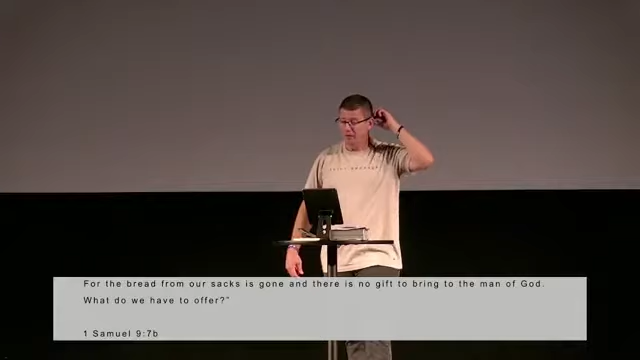 For the bread from our sacks is gone and there is no gift to bring to the man of God.
What do we have to offer?"
1 Samuel 9:7b